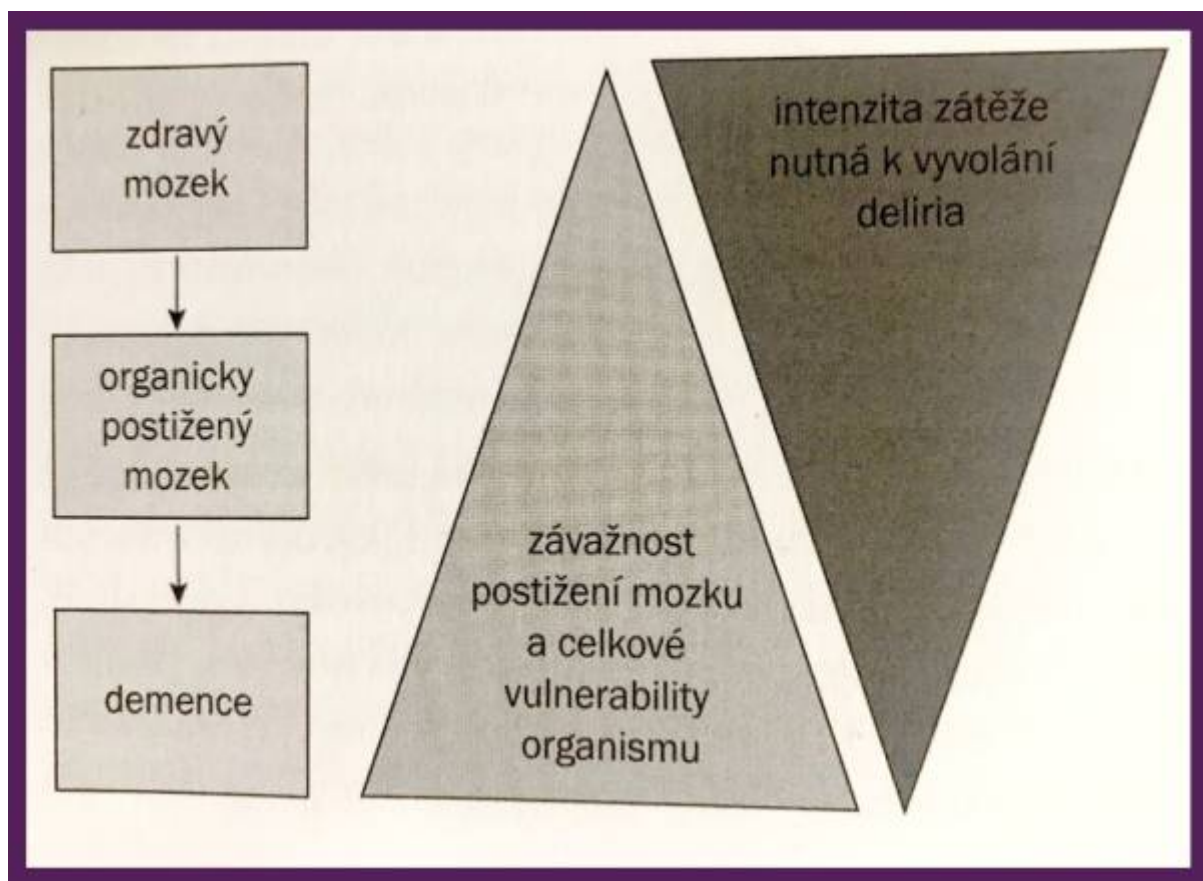 zdravý
mozek
organicky
postižený
mozek
demence
závažnost
postižení mozku
a celkové
vulnerability
organismu
intenzita zátěže
nutná k vyvolání
deliria